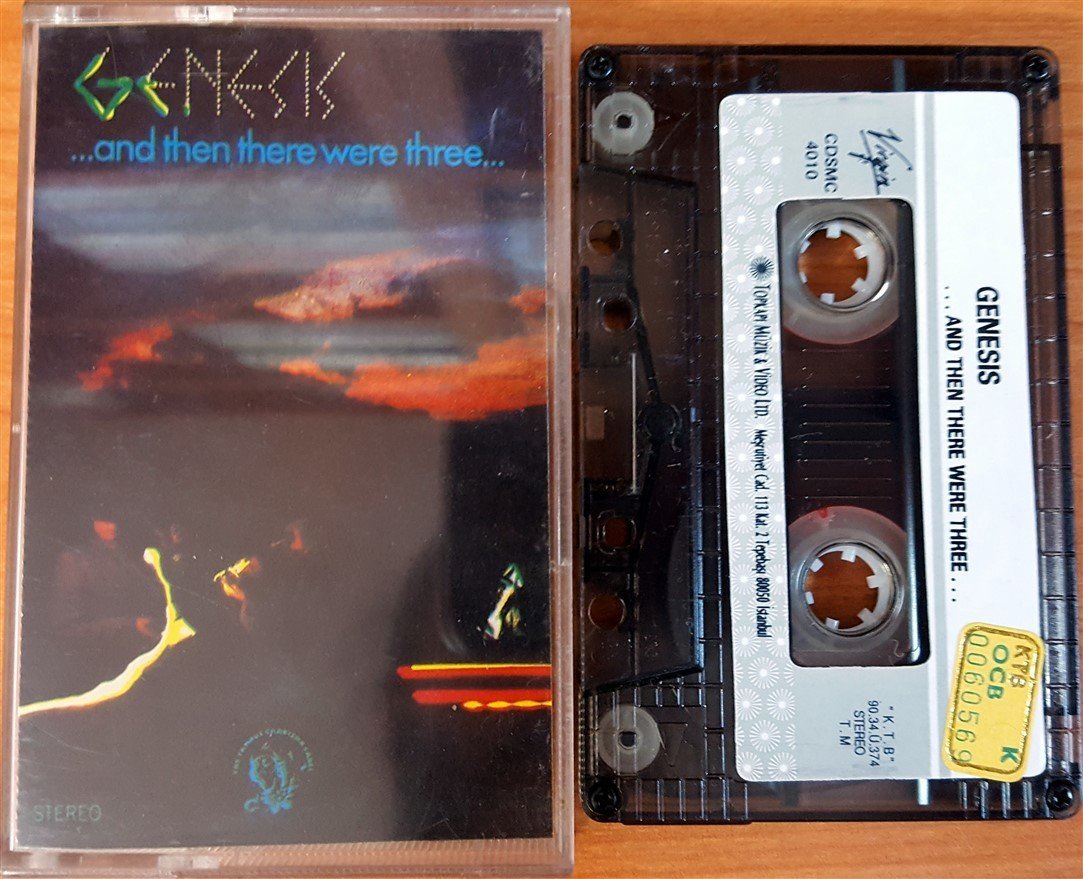 GENESIS
...and then there were three...
STEREO
Virgin
CDSMC
4010
GENESIS
...AND THEN THERE WERE THREE...
TOPKAPI MÜZİK & VİDEO LTD. Meşrutiyet Cad. 113 Kat. 2 Tepebaşı 80050 İstanbul
"K.T.B"
90.34.Ü.374
STEREO
T.M
KTB
OCB K
0060569